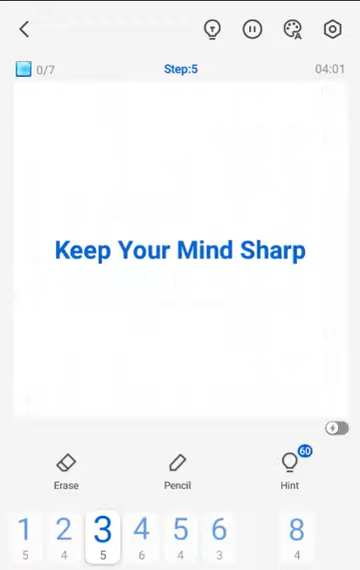 0/7 Step:5 04:01
Keep Your Mind Sharp
60
Erase Pencil Hint
1 2 3 4 5 6 8
5 4 5 6 4 3 4